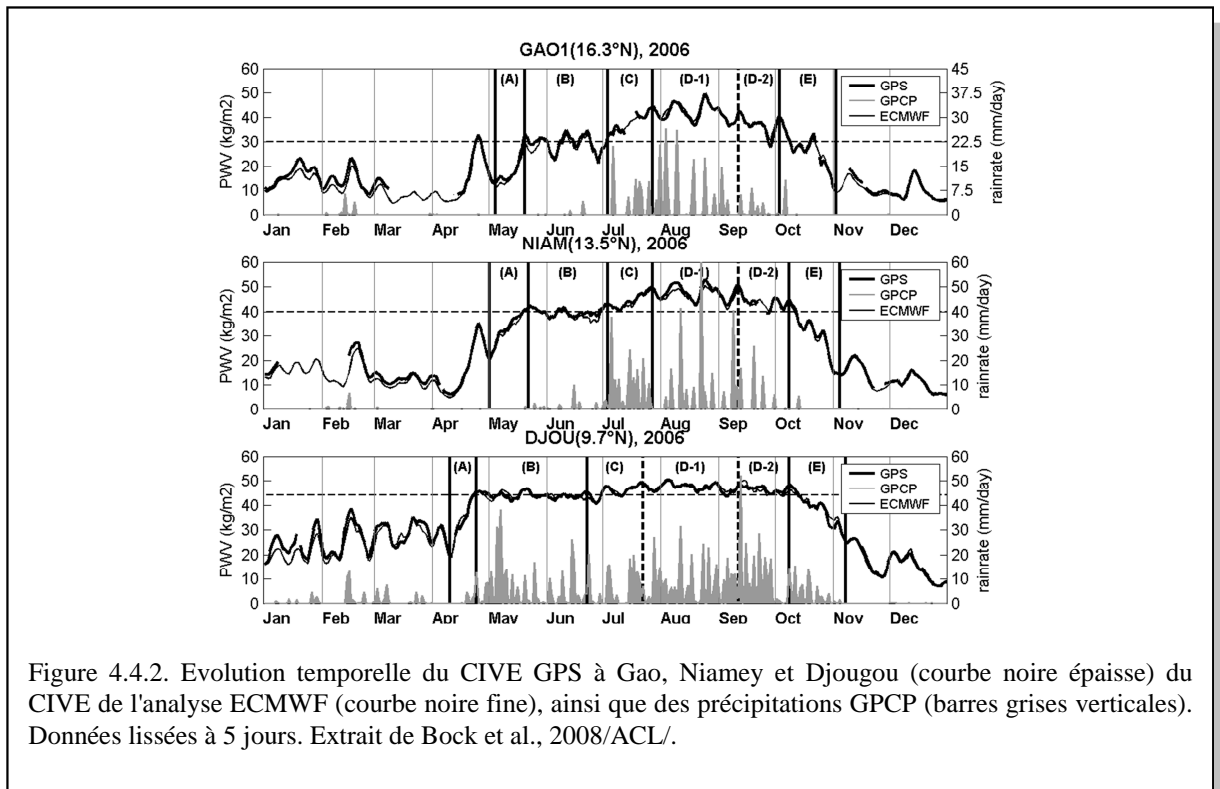 GAO1(16.3°N), 2006
(A) (B) (C) (D-1) (D-2) (E)
GPS
GPCP
ECMWF
PWV (kg/m2)
60
50
40
30
20
10
0
rainrate (mm/day)
45
37.5
30
22.5
15
7.5
0
Jan Feb Mar Apr May Jun Jul Aug Sep Oct Nov Dec
NIAM(13.5°N), 2006
(A) (B) (C) (D-1) (D-2) (E)
GPS
GPCP
ECMWF
PWV (kg/m2)
60
50
40
30
20
10
0
rainrate (mm/day)
60
50
40
30
20
10
0
Jan Feb Mar Apr May Jun Jul Aug Sep Oct Nov Dec
DJOU(9.7°N), 2006
(A) (B) (C) (D-1) (D-2) (E)
GPS
GPCP
ECMWF
PWV (kg/m2)
60
50
40
30
20
10
0
rainrate (mm/day)
60
50
40
30
20
10
0
Jan Feb Mar Apr May Jun Jul Aug Sep Oct Nov Dec
Figure 4.4.2. Evolution temporelle du CIVE GPS à Gao, Niamey et Djougou (courbe noire épaisse) du
CIVE de l'analyse ECMWF (courbe noire fine), ainsi que des précipitations GPCP (barres grises verticales).
Données lissées à 5 jours. Extrait de Bock et al., 2008/ACL/.